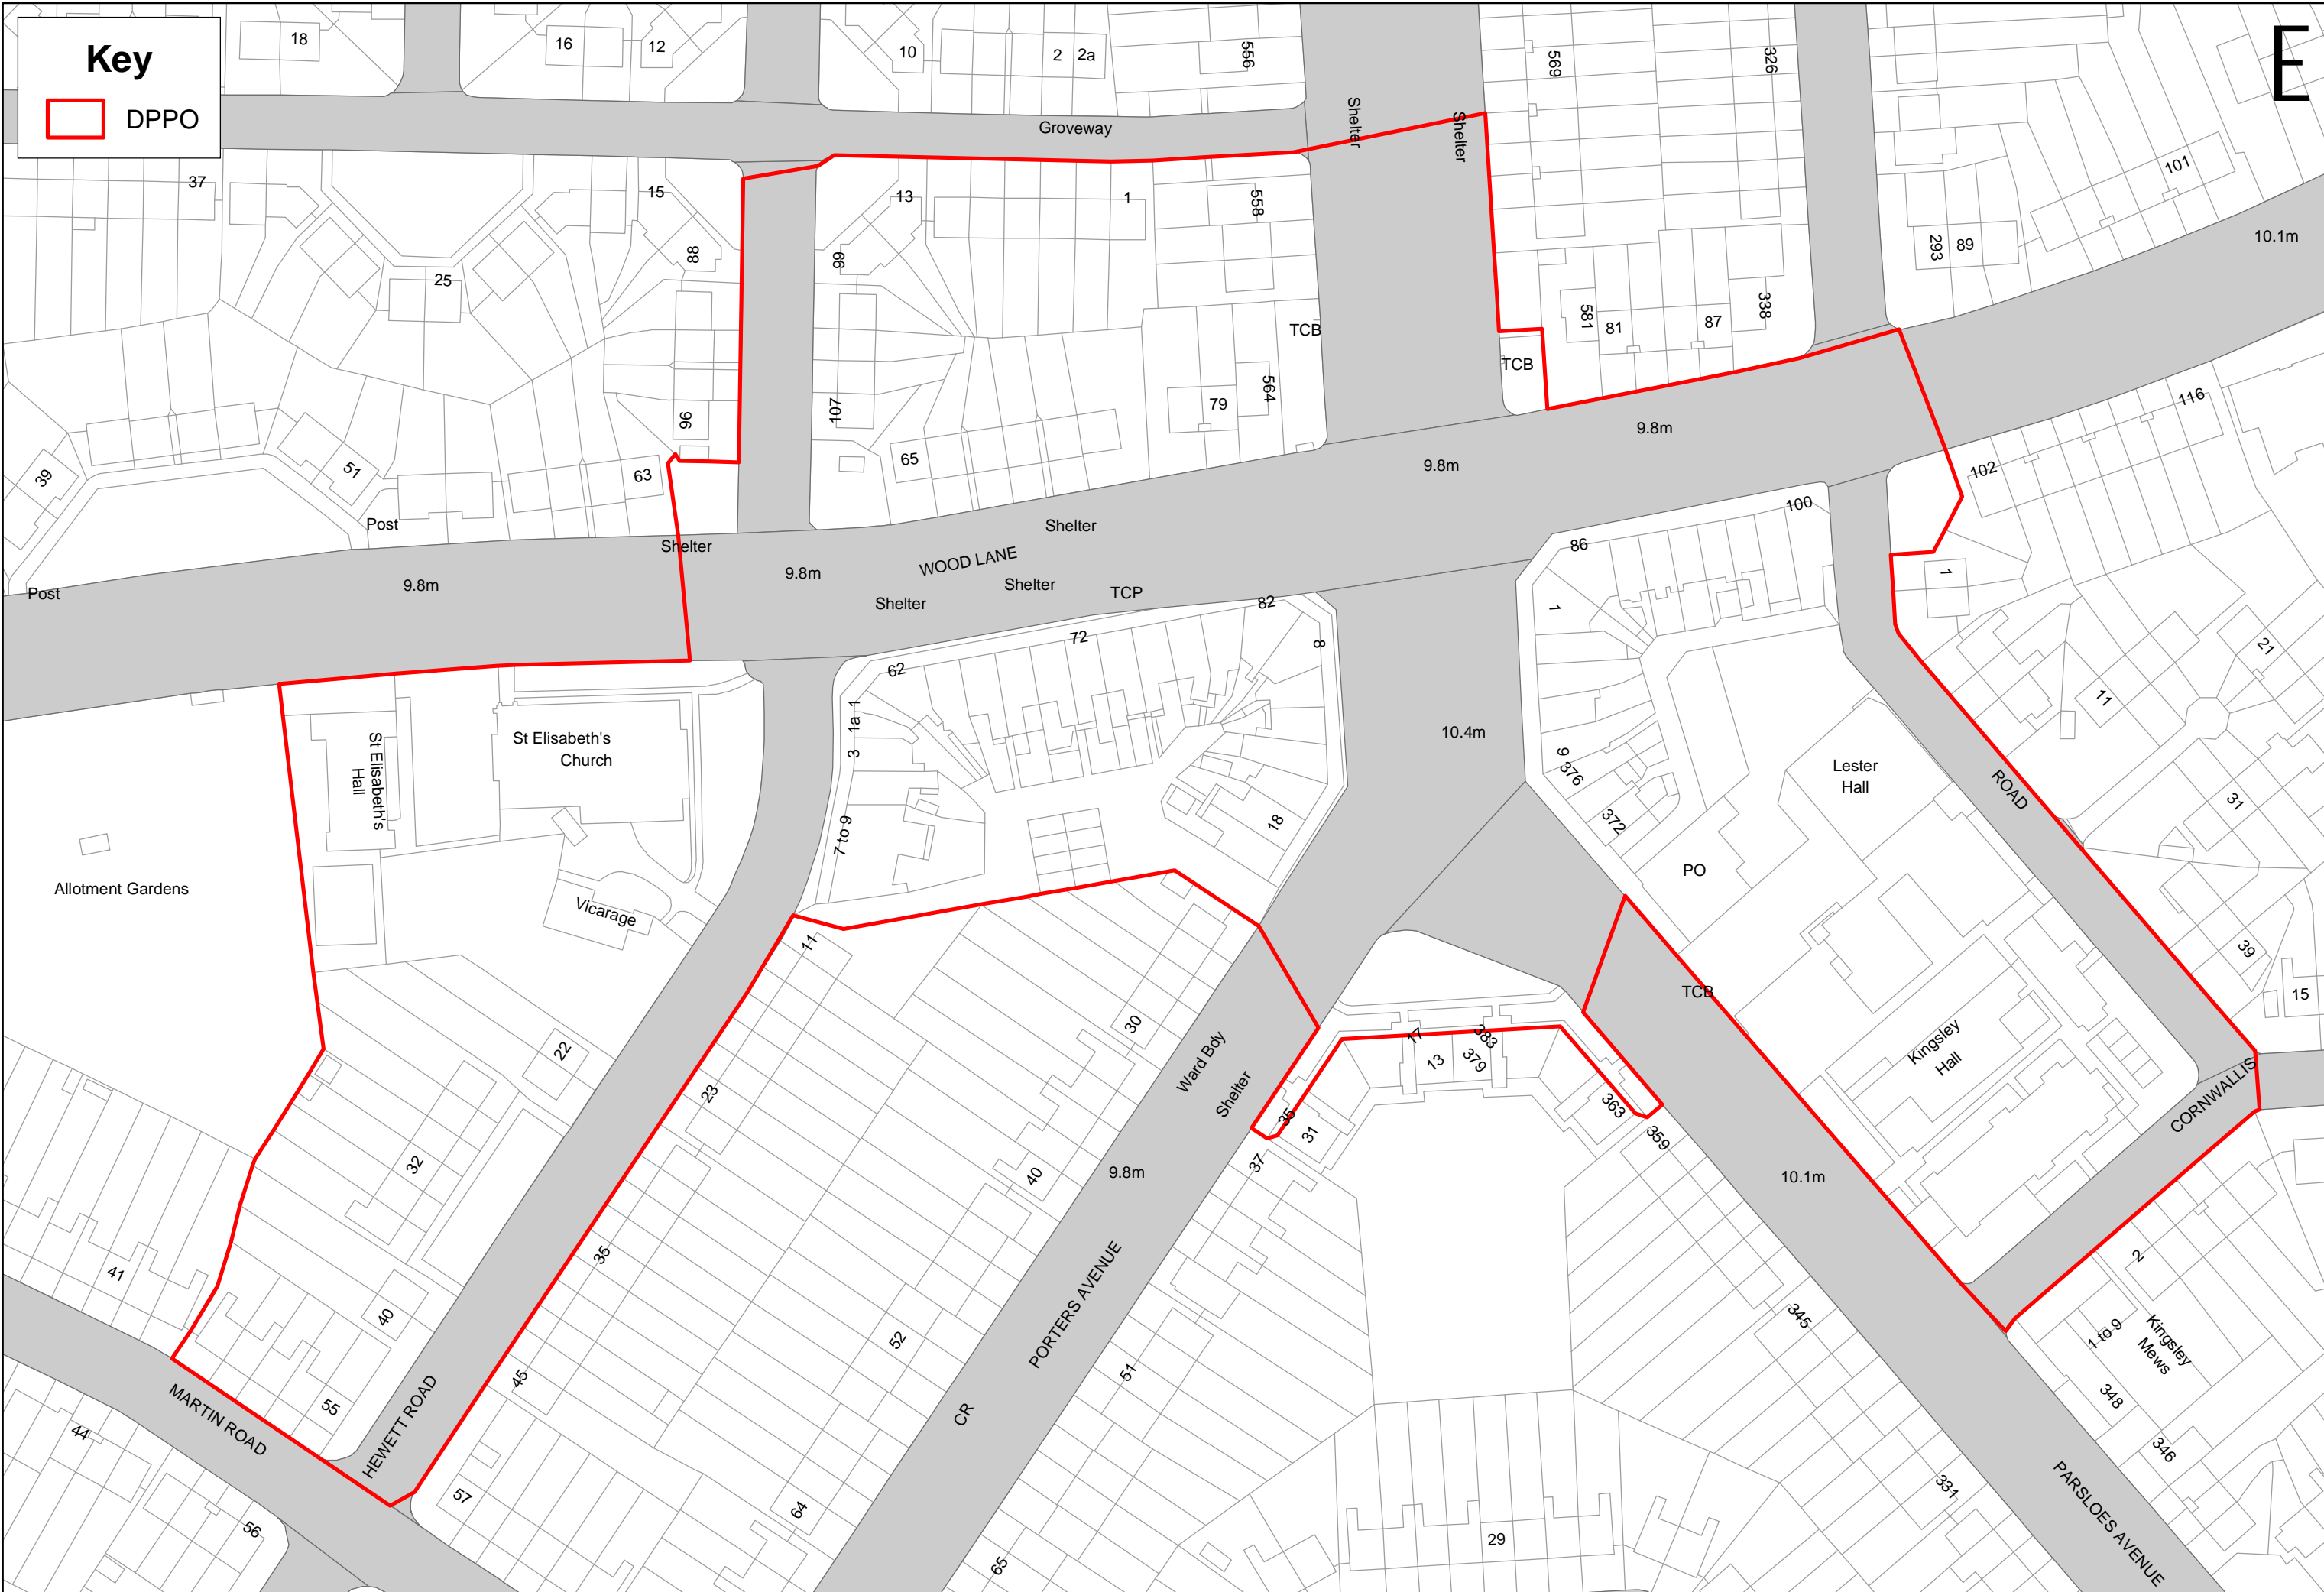 Key
DPPO
E
18
16
12
10
2
2a
556
569
326
Shelter
Shelter
Groveway
101
10.1m
37
15
13
1
558
88
99
25
293
89
TCB
581
81
87
338
TCB
96
107
79
564
9.8m
116
65
9.8m
39
51
63
102
100
Post
Shelter
Shelter
86
WOOD LANE
9.8m
9.8m
Shelter
TCP
Shelter
Post
1
1
82
72
8
62
21
11
1a 1
3
St Elisabeth's
Hall
St Elisabeth's
Church
10.4m
9
376
Lester
Hall
ROAD
31
372
18
7 to 9
PO
Allotment Gardens
Vicarage
11
39
TCB
15
30
Ward Bdy
17
383
13
379
Kingsley
Hall
22
23
Shelter
35
31
363
CORNWALLIS
359
32
40
37
9.8m
10.1m
35
41
40
2
PORTERS AVENUE
345
1 to 9
Kingsley
Mews
52
51
45
348
MARTIN ROAD
55
HEWETT ROAD
CR
44
346
331
57
64
56
29
65
PARSLOES AVENUE